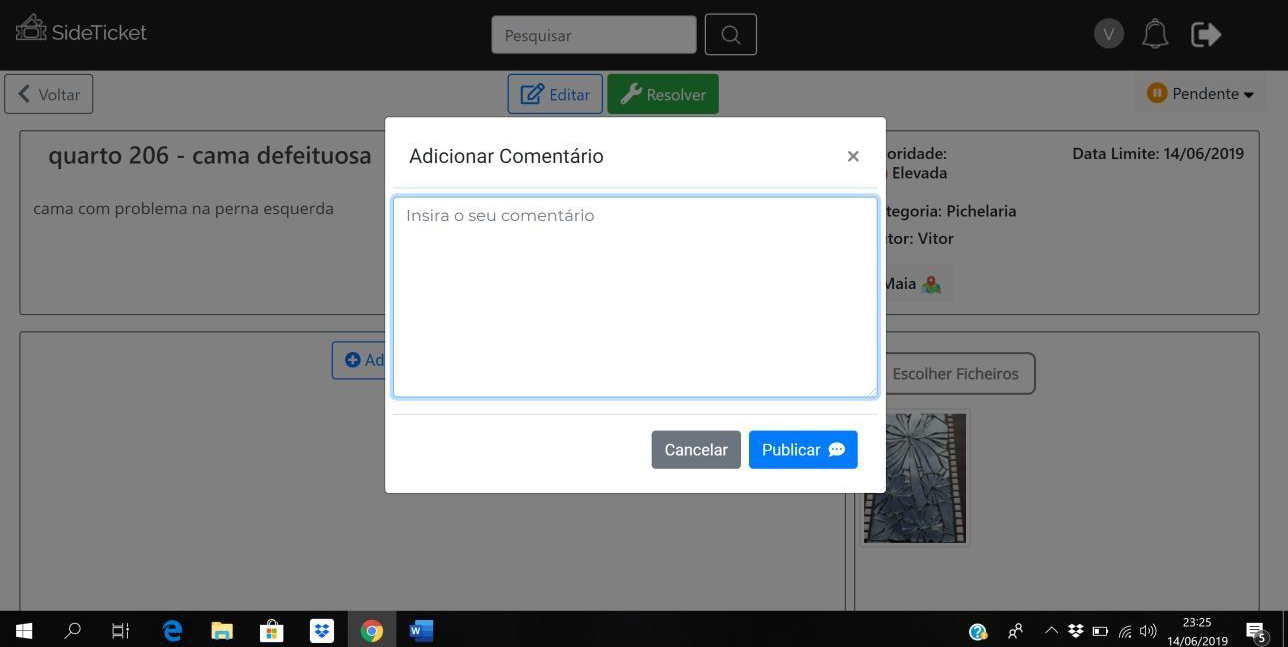 SideTicket
Pesquisar
V
Voltar
Editar
Resolver
Pendente
quarto 206 - cama defeituosa
cama com problema na perna esquerda
Adicionar Comentário
×
Insira o seu comentário
Cancelar
Publicar
oridade:
Elevada
Data Limite: 14/06/2019
tegoria: Pichelaria
tor: Vitor
Maia
Ad
Escolher Ficheiros
23:25
14/06/2019
5